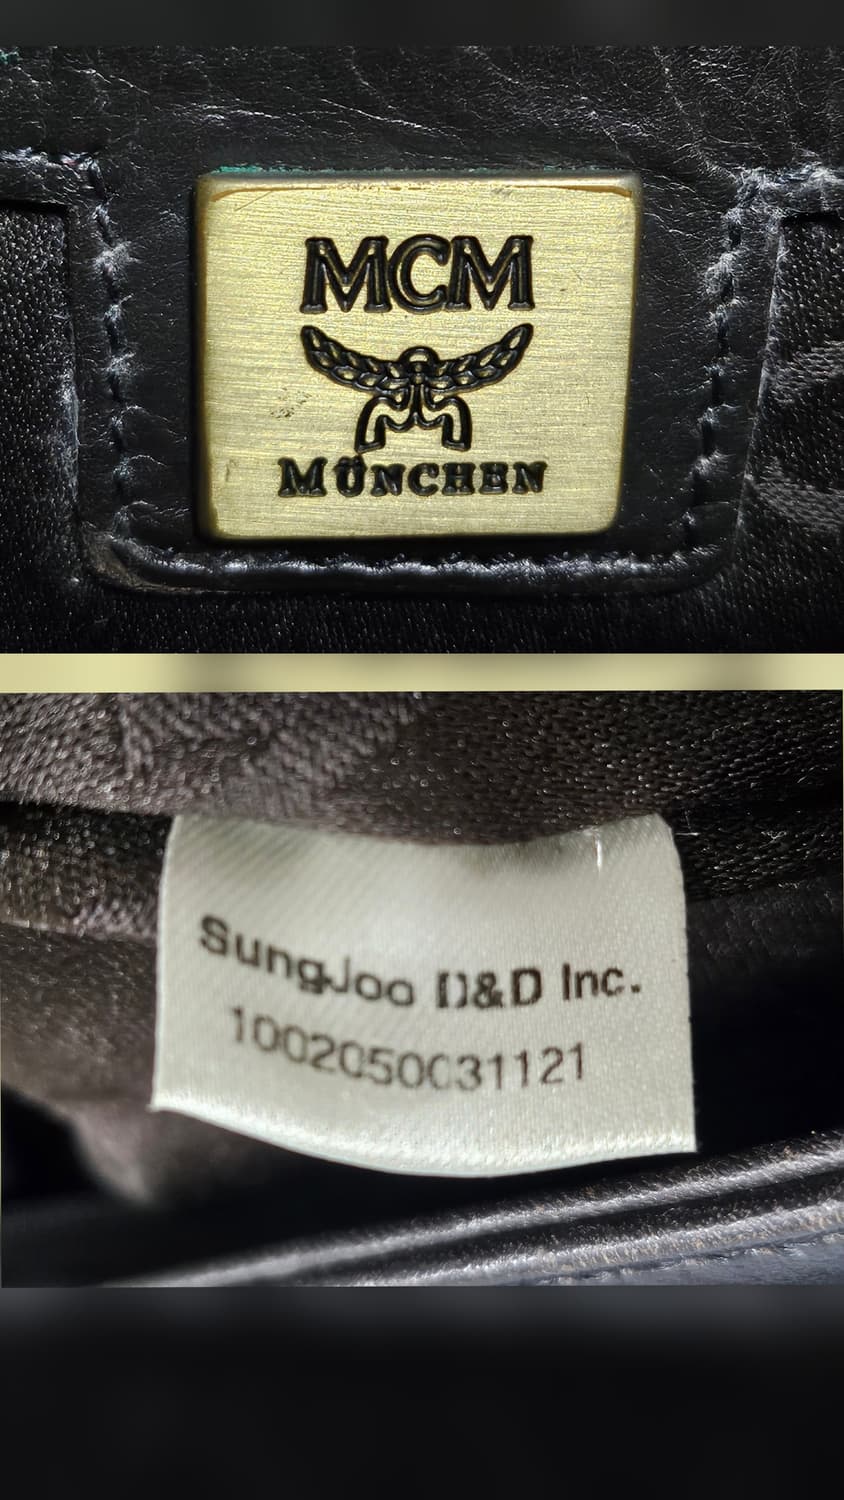 MCM
MÜNCHEN
SungJoo D&D Inc.
1002050031121